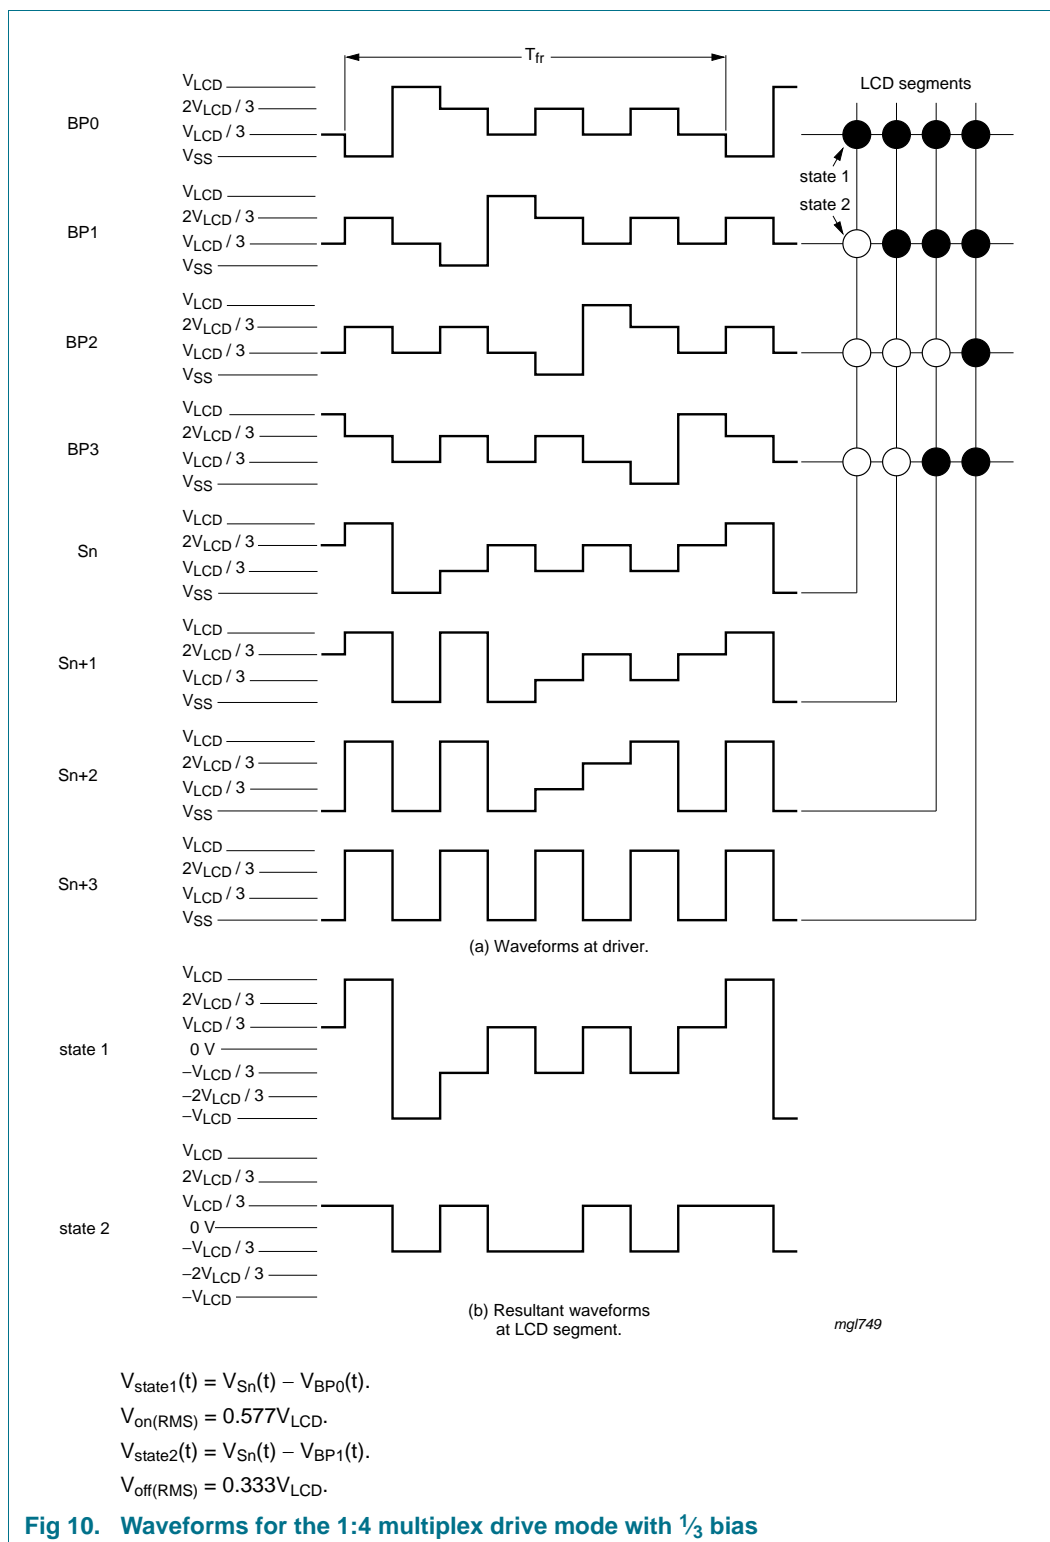 Tfr
LCD segments
BP0
VLCD
2VLCD / 3
VLCD / 3
VSS
state 1
BP1
VLCD
2VLCD / 3
VLCD / 3
VSS
state 2
BP2
VLCD
2VLCD / 3
VLCD / 3
VSS
BP3
VLCD
2VLCD / 3
VLCD / 3
VSS
Sn
VLCD
2VLCD / 3
VLCD / 3
VSS
Sn+1
VLCD
2VLCD / 3
VLCD / 3
VSS
Sn+2
VLCD
2VLCD / 3
VLCD / 3
VSS
Sn+3
VLCD
2VLCD / 3
VLCD / 3
VSS
(a) Waveforms at driver.
state 1
VLCD
2VLCD / 3
VLCD / 3
0 V
−VLCD / 3
−2VLCD / 3
−VLCD
state 2
VLCD
2VLCD / 3
VLCD / 3
0 V
−VLCD / 3
−2VLCD / 3
−VLCD
(b) Resultant waveforms
at LCD segment.
mgl749
Vstate1(t) = VSn(t) − VBP0(t).
Von(RMS) = 0.577VLCD.
Vstate2(t) = VSn(t) − VBP1(t).
Voff(RMS) = 0.333VLCD.
Fig 10. Waveforms for the 1:4 multiplex drive mode with 1⁄3 bias